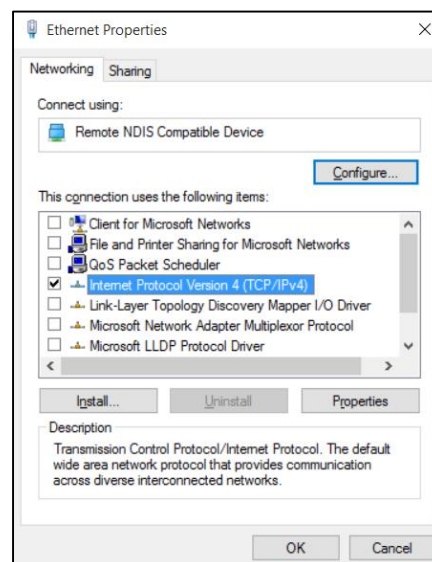 Ethernet Properties
Networking Sharing
Connect using:
Remote NDIS Compatible Device
Configure...
This connection uses the following items:
Client for Microsoft Networks
File and Printer Sharing for Microsoft Networks
QoS Packet Scheduler
Internet Protocol Version 4 (TCP/IPv4)
Link-Layer Topology Discovery Mapper I/O Driver
Microsoft Network Adapter Multiplexor Protocol
Microsoft LLDP Protocol Driver
Install... Uninstall Properties
Description
Transmission Control Protocol/Internet Protocol. The default
wide area network protocol that provides communication
across diverse interconnected networks.
OK Cancel